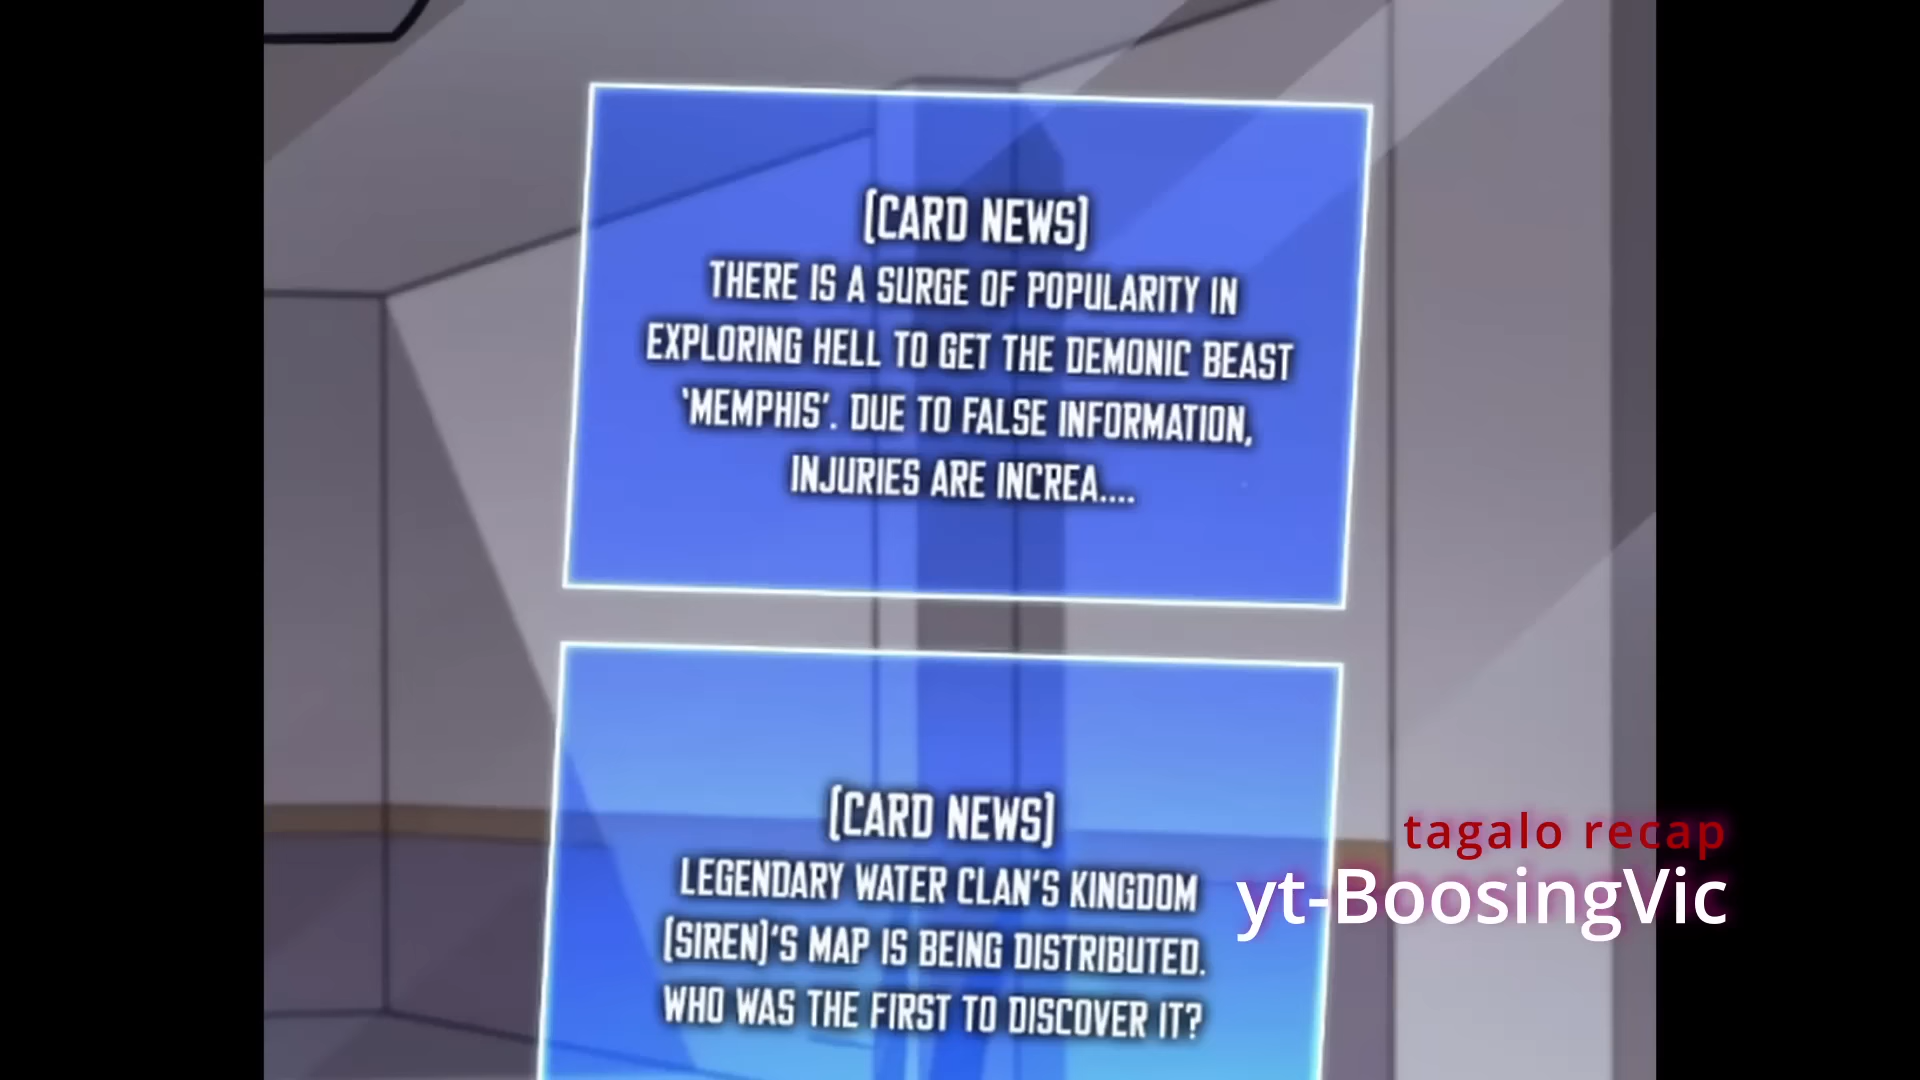 [CARD NEWS]
THERE IS A SURGE OF POPULARITY IN
EXPLORING HELL TO GET THE DEMONIC BEAST
'MEMPHIS'. DUE TO FALSE INFORMATION,
INJURIES ARE INCREA....
[CARD NEWS]
LEGENDARY WATER CLAN'S KINGDOM
[SIREN]'S MAP IS BEING DISTRIBUTED.
WHO WAS THE FIRST TO DISCOVER IT?
tagalo recap
yt-BoosingVic